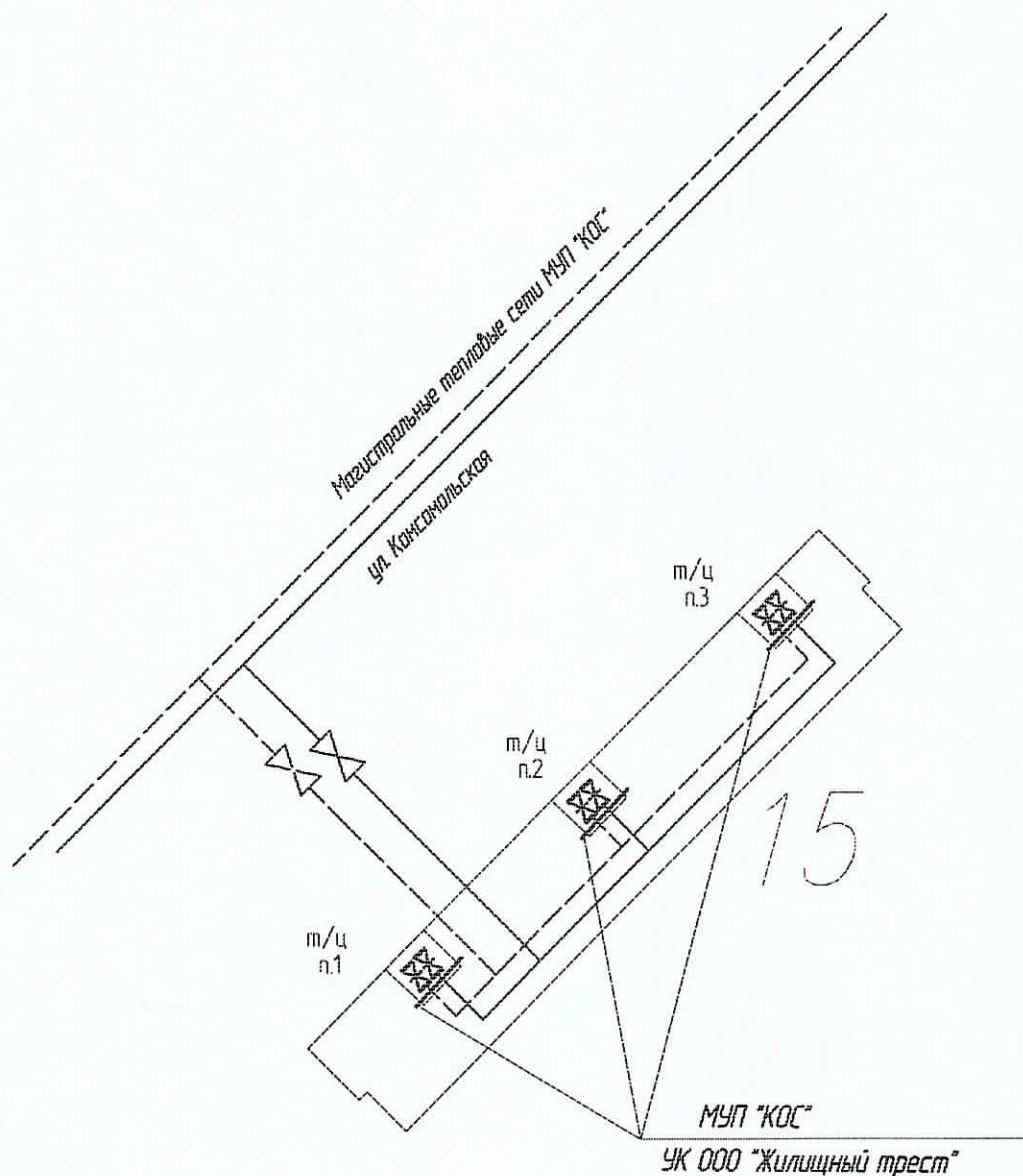 Магистральные тепловые сети МУП "КОС"
ул. Комсомольская
т/ц
п.3
т/ц
п.2
15
т/ц
п.1
МУП "КОС"
УК ООО "Жилищный трест"